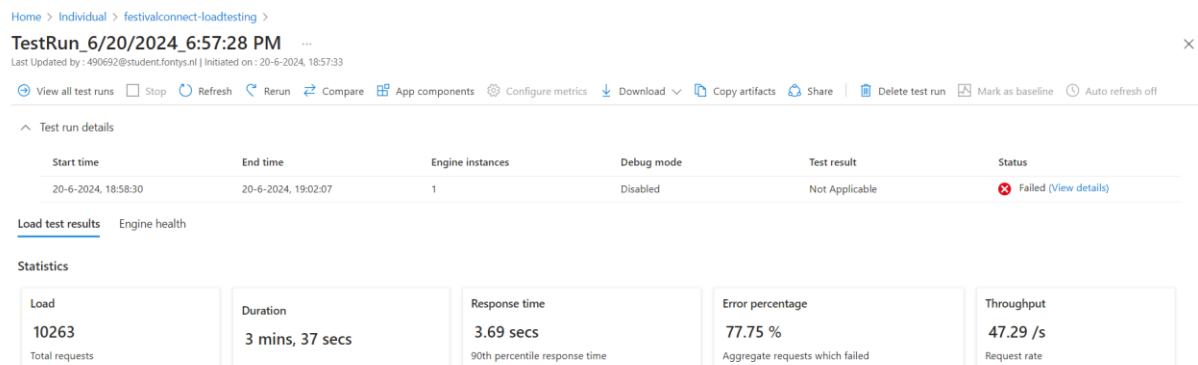 Home > Individual > festivalconnect-loadtesting >
TestRun_6/20/2024_6:57:28 PM ...
Last Updated by : 490692@student.fontys.nl | Initiated on : 20-6-2024, 18:57:33
View all test runs Stop Refresh Rerun Compare App components Configure metrics Download Copy artifacts Share Delete test run Mark as baseline Auto refresh off
Test run details
Start time End time Engine instances Debug mode Test result Status
20-6-2024, 18:58:30 20-6-2024, 19:02:07 1 Disabled Not Applicable Failed (View details)
Load test results Engine health
Statistics
Load
10263
Total requests
Duration
3 mins, 37 secs
Response time
3.69 secs
90th percentile response time
Error percentage
77.75 %
Aggregate requests which failed
Throughput
47.29 /s
Request rate